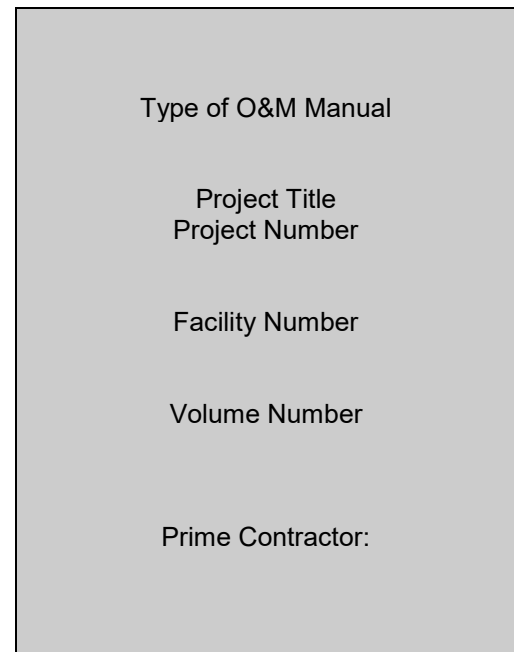 Type of O&M Manual
Project Title
Project Number
Facility Number
Volume Number
Prime Contractor: